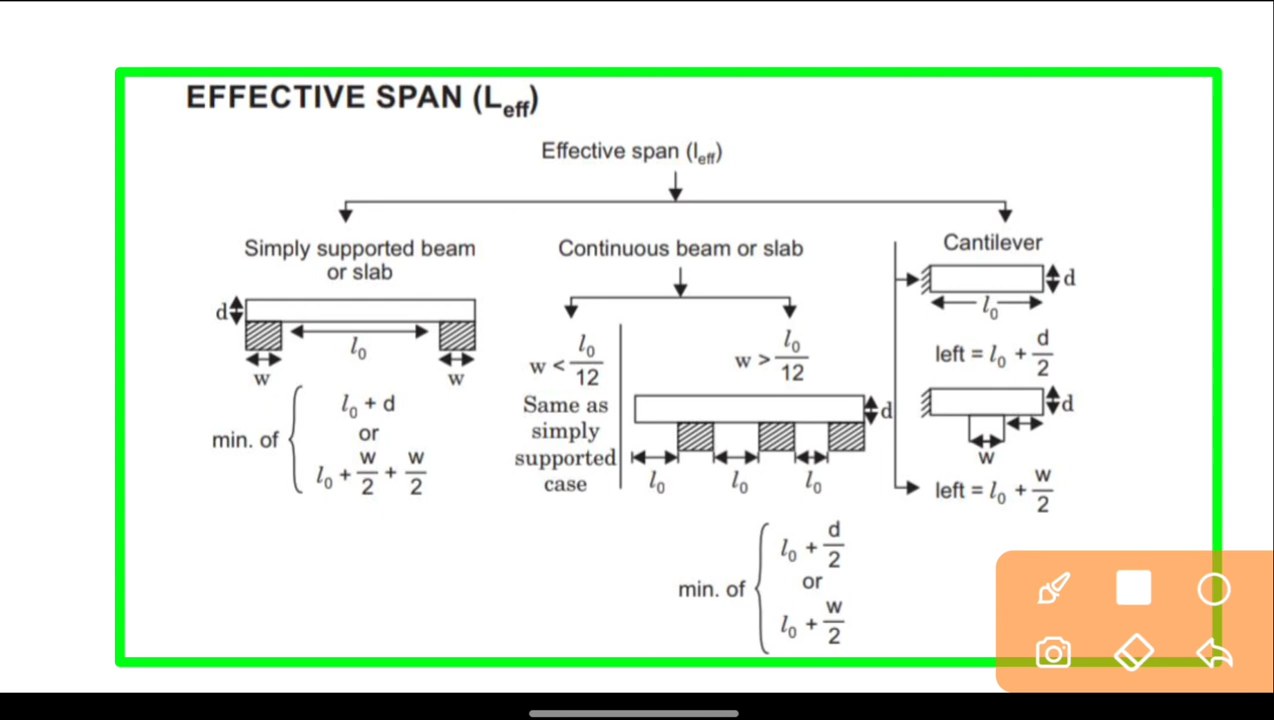 EFFECTIVE SPAN (Leff)
Effective span (leff)
Simply supported beam
or slab
d
l0
w
w
min. of
l0 + d
or
l0 + w/2 + w/2
Continuous beam or slab
w < l0/12
Same as
simply
supported
case
w > l0/12
d
l0
l0
l0
min. of
l0 + d/2
or
l0 + w/2
Cantilever
d
l0
left = l0 + d/2
d
w
left = l0 + w/2